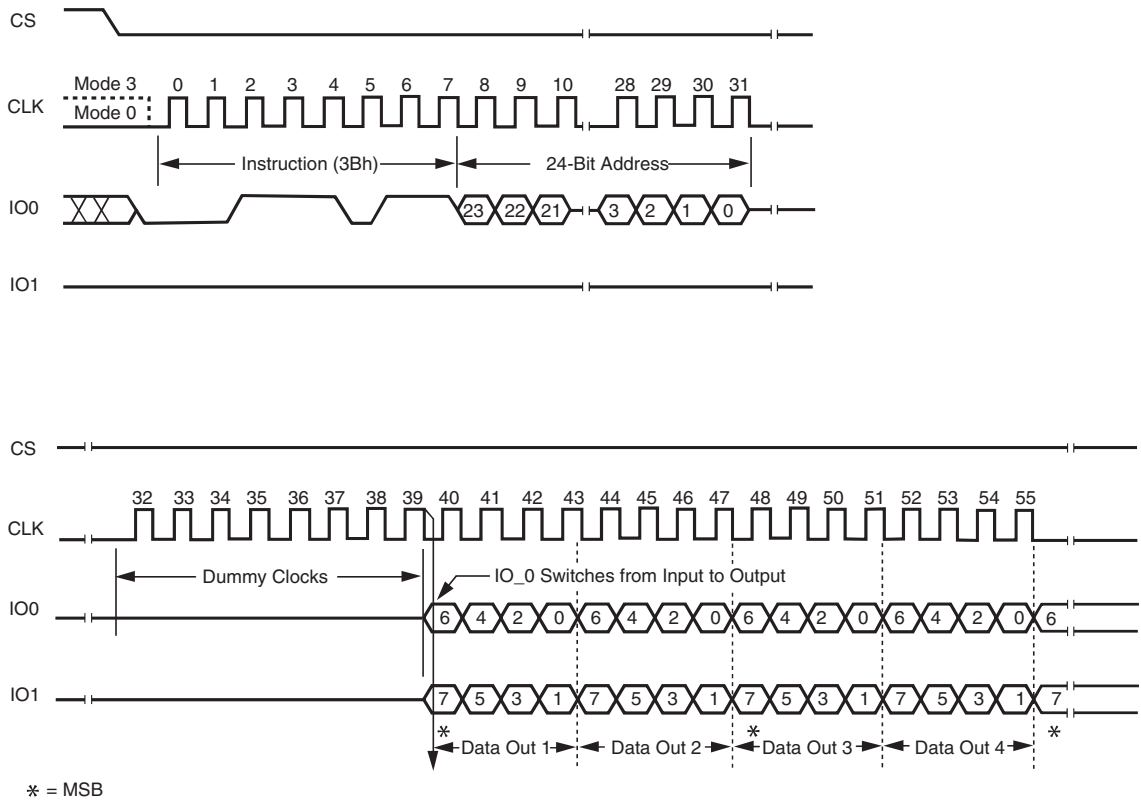 CS
Mode 3 0 1 2 3 4 5 6 7 8 9 10 28 29 30 31
CLK
Mode 0
Instruction (3Bh) 24-Bit Address
IO0 23 22 21 3 2 1 0
IO1
CS
32 33 34 35 36 37 38 39 40 41 42 43 44 45 46 47 48 49 50 51 52 53 54 55
CLK
Dummy Clocks IO_0 Switches from Input to Output
IO0 6 4 2 0 6 4 2 0 6 4 2 0 6 4 2 0 6
IO1 7 5 3 1 7 5 3 1 7 5 3 1 7 5 3 1 7
* * *
Data Out 1 Data Out 2 Data Out 3 Data Out 4
* = MSB